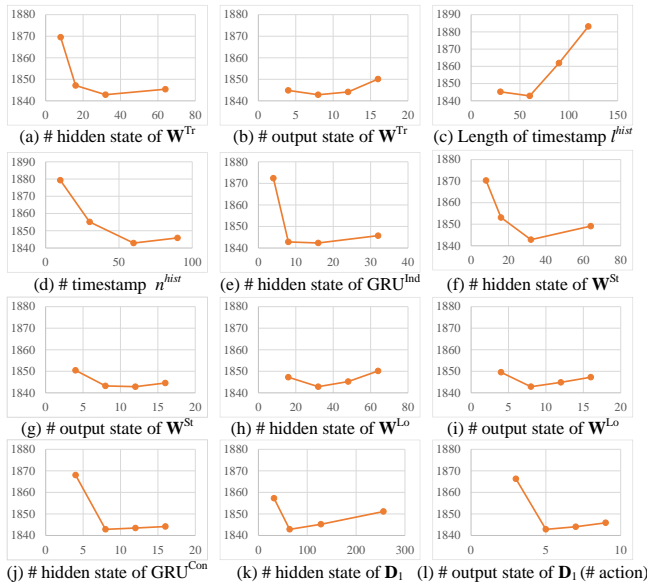 1880
1870
1860
1850
1840
0 20 40 60 80
(a) # hidden state of W^Tr
1880
1870
1860
1850
1840
0 5 10 15 20
(b) # output state of W^Tr
1890
1880
1870
1860
1850
1840
0 50 100 150
(c) Length of timestamp l^hist
1890
1880
1870
1860
1850
1840
0 50 100
(d) # timestamp n^hist
1880
1870
1860
1850
1840
0 10 20 30 40
(e) # hidden state of GRU^Ind
1880
1870
1860
1850
1840
0 20 40 60 80
(f) # hidden state of W^St
1880
1870
1860
1850
1840
0 5 10 15 20
(g) # output state of W^St
1880
1870
1860
1850
1840
0 20 40 60 80
(h) # hidden state of W^Lo
1880
1870
1860
1850
1840
0 5 10 15 20
(i) # output state of W^Lo
1880
1870
1860
1850
1840
0 5 10 15 20
(j) # hidden state of GRU^Con
1880
1870
1860
1850
1840
0 100 200 300
(k) # hidden state of D₁
1880
1870
1860
1850
1840
0 5 10
(l) # output state of D₁ (# action)